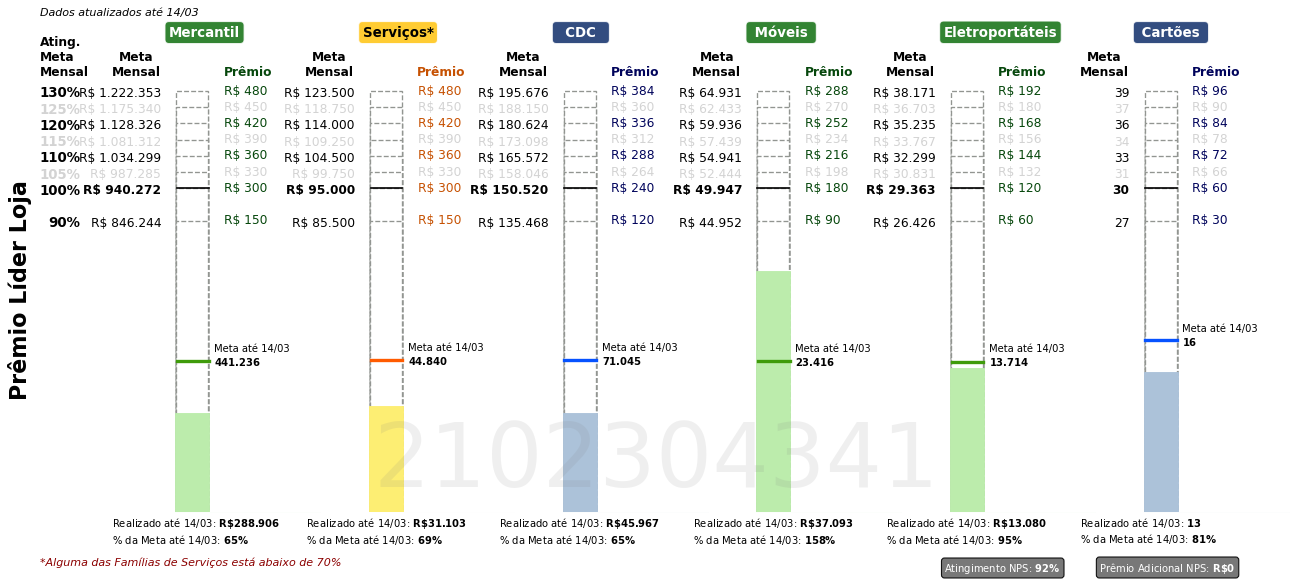 Dados atualizados até 14/03
Mercantil Serviços* CDC Móveis Eletroportáteis Cartões
Ating. Meta Mensal Meta Mensal Prêmio Meta Mensal Prêmio Meta Mensal Prêmio Meta Mensal Prêmio Meta Mensal Prêmio Meta Mensal Prêmio
130% R$ 1.222.353 R$ 480 R$ 123.500 R$ 480 R$ 195.676 R$ 384 R$ 64.931 R$ 288 R$ 38.171 R$ 192 39 R$ 96
125% R$ 1.175.340 R$ 450 R$ 118.750 R$ 450 R$ 188.150 R$ 360 R$ 62.433 R$ 270 R$ 36.703 R$ 180 37 R$ 90
120% R$ 1.128.326 R$ 420 R$ 114.000 R$ 420 R$ 180.624 R$ 336 R$ 59.936 R$ 252 R$ 35.235 R$ 168 36 R$ 84
115% R$ 1.081.312 R$ 390 R$ 109.250 R$ 390 R$ 173.098 R$ 312 R$ 57.439 R$ 234 R$ 33.767 R$ 156 34 R$ 78
110% R$ 1.034.299 R$ 360 R$ 104.500 R$ 360 R$ 165.572 R$ 288 R$ 54.941 R$ 216 R$ 32.299 R$ 144 33 R$ 72
105% R$ 987.285 R$ 330 R$ 99.750 R$ 330 R$ 158.046 R$ 264 R$ 52.444 R$ 198 R$ 30.831 R$ 132 31 R$ 66
100% R$ 940.272 R$ 300 R$ 95.000 R$ 300 R$ 150.520 R$ 240 R$ 49.947 R$ 180 R$ 29.363 R$ 120 30 R$ 60
90% R$ 846.244 R$ 150 R$ 85.500 R$ 150 R$ 135.468 R$ 120 R$ 44.952 R$ 90 R$ 26.426 R$ 60 27 R$ 30
Prêmio Líder Loja
Meta até 14/03 Meta até 14/03 Meta até 14/03 Meta até 14/03 Meta até 14/03 Meta até 14/03
441.236 44.840 71.045 23.416 13.714 16
2102304341
Realizado até 14/03: R$288.906 Realizado até 14/03: R$31.103 Realizado até 14/03: R$45.967 Realizado até 14/03: R$37.093 Realizado até 14/03: R$13.080 Realizado até 14/03: 13
% da Meta até 14/03: 65% % da Meta até 14/03: 69% % da Meta até 14/03: 65% % da Meta até 14/03: 158% % da Meta até 14/03: 95% % da Meta até 14/03: 81%
*Alguma das Famílias de Serviços está abaixo de 70% Atingimento NPS: 92% Prêmio Adicional NPS: R$0